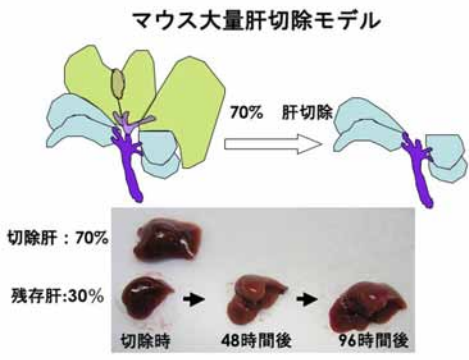 マウス大量肝切除モデル
70% 肝切除
切除肝：70%
残存肝:30%
切除時 48時間後 96時間後